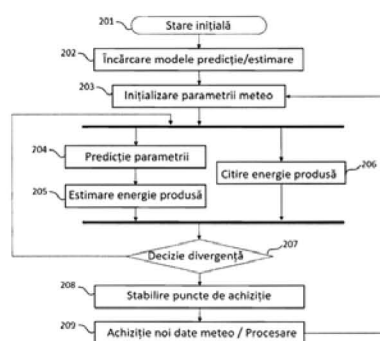 201
Stare inițială
202
Încărcare modele predicție/estimare
203
Inițializare parametrii meteo
204
Predicție parametrii
205
Estimare energie produsă
Citire energie produsă
206
Decizie divergență
207
208
Stabilire puncte de achiziție
209
Achiziție noi date meteo / Procesare